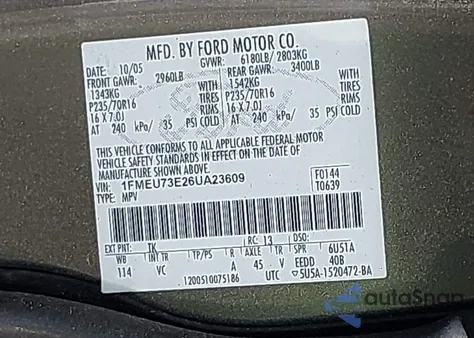 MFD. BY FORD MOTOR CO.
DATE: 10/05 GVWR: 6180LB/ 2803KG
FRONT GAWR: 2960LB REAR GAWR: 3400LB
1343KG WITH 1542KG WITH
P235/70R16 TIRES P235/70R16 TIRES
16 X 7.0J RIMS 16 X 7.0J RIMS
AT 240 kPa/ 35 PSI COLD AT 240 kPa/ 35 PSI COLD
THIS VEHICLE CONFORMS TO ALL APPLICABLE FEDERAL MOTOR
VEHICLE SAFETY STANDARDS IN EFFECT ON THE DATE OF MANUFACTURE
SHOWN ABOVE.
VIN: 1FMEU73E26UA23609 F0144
TYPE: MPV T0639
EXT PNT: TK RC: 13 DSO:
WB INT TR TP/PS R AXLE TR SPR 6U51A
114 VC A 45 V EEDD 40B
1200510075186 UTC 5U5A-1520472-BA
autoSnap